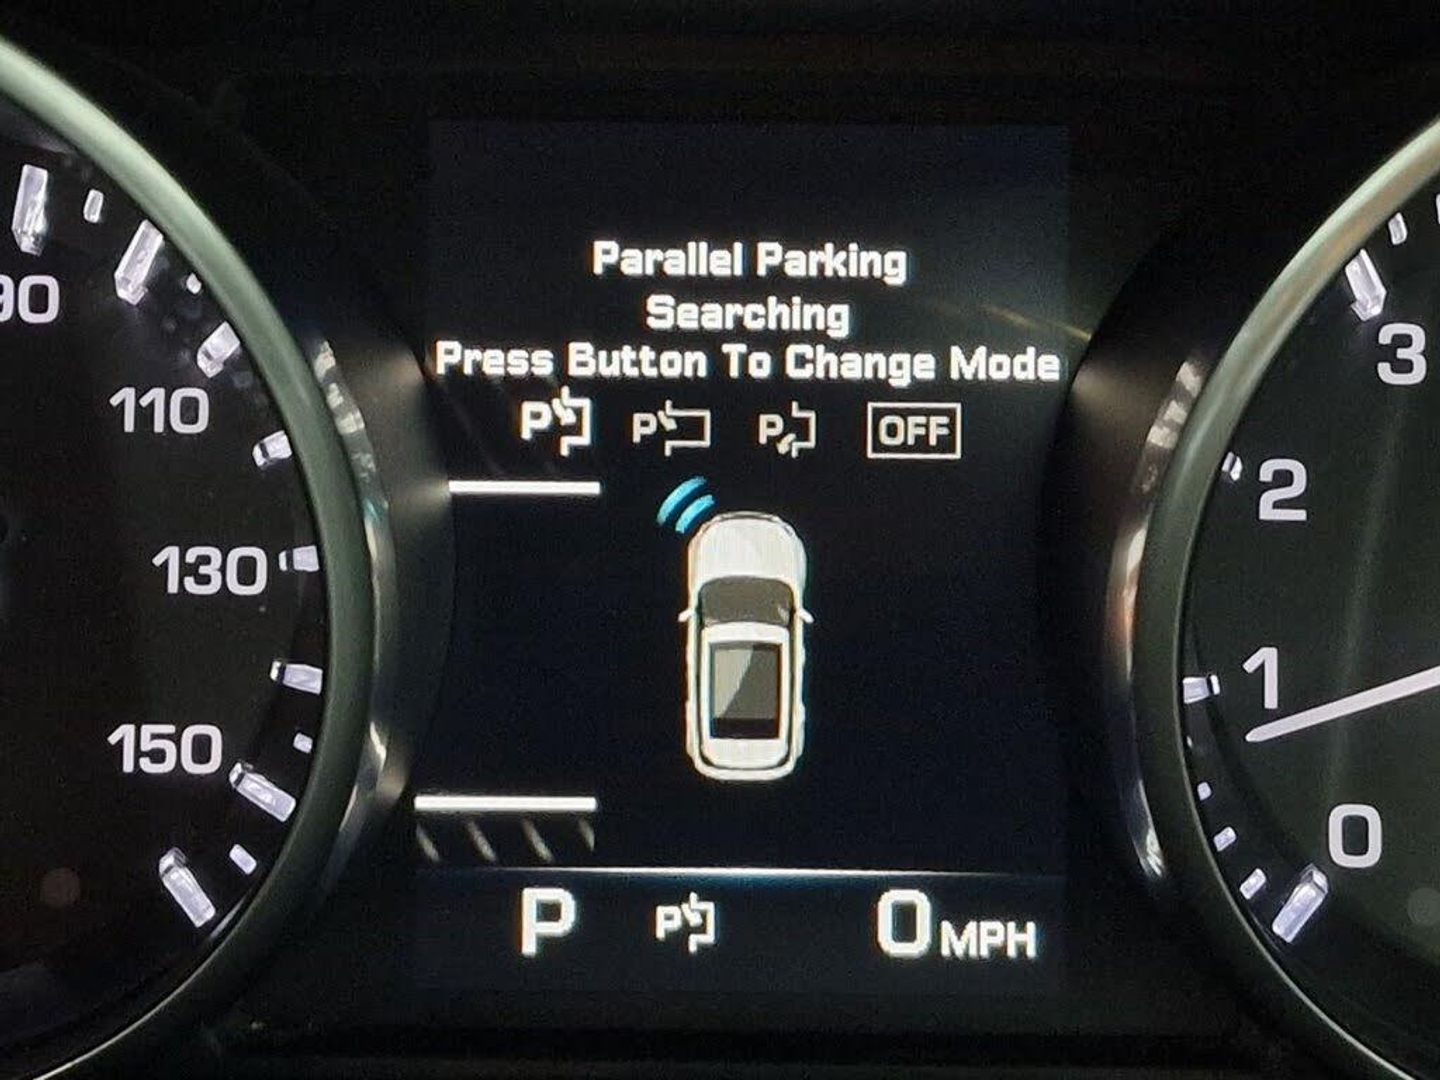 Parallel Parking
Searching
Press Button To Change Mode
P P P OFF
90
110
130
150
3
2
1
0
P P 0 MPH